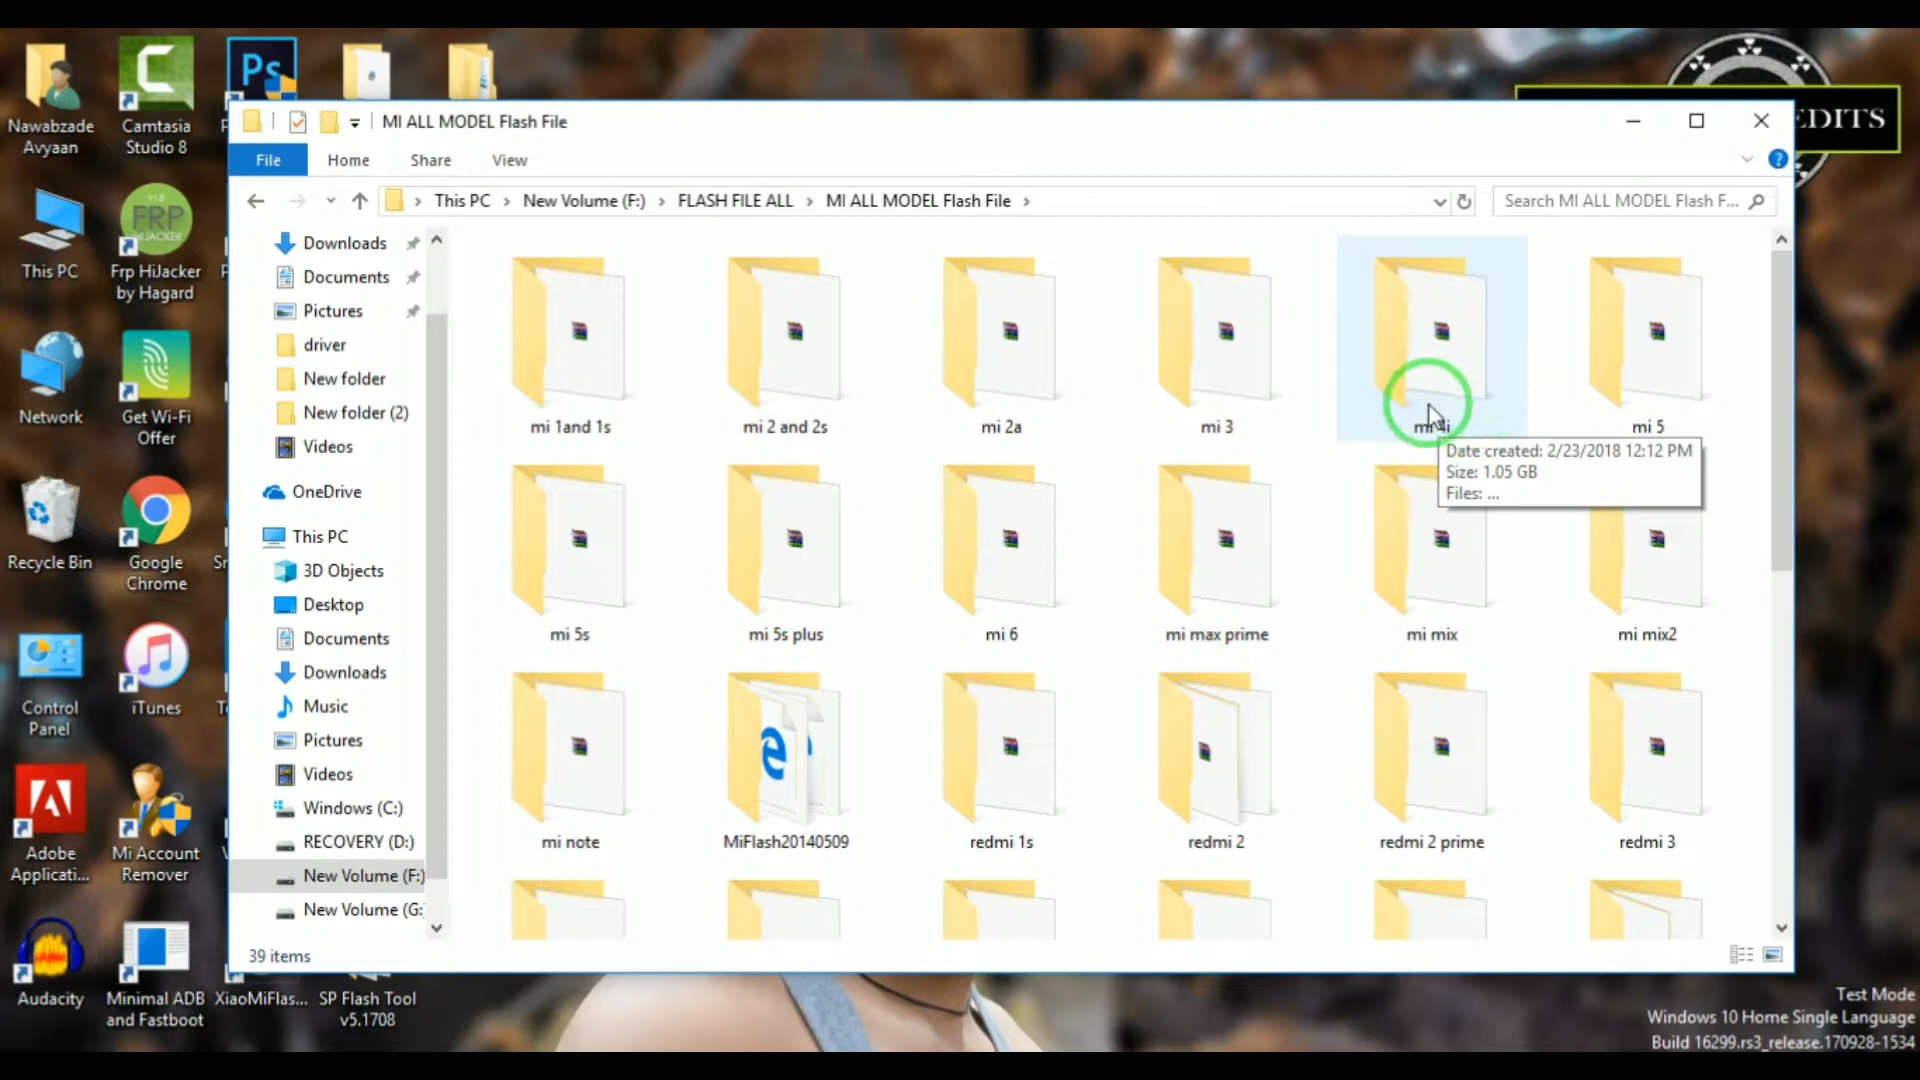 Nawabzade
Avyaan
Camtasia
Studio 8
Ps
EDITS
MI ALL MODEL Flash File
File
Home
Share
View
?
This PC
New Volume (F:)
FLASH FILE ALL
MI ALL MODEL Flash File
Search MI ALL MODEL Flash F...
This PC
V1.0
FRP
HIJACKER
Frp HiJacker
by Hagard
Network
Get Wi-Fi
Offer
Recycle Bin
Google
Chrome
Control
Panel
iTunes
Adobe
Applicati...
Mi Account
Remover
Audacity
Minimal ADB
and Fastboot
XiaoMiFlas...
SP Flash Tool
v5.1708
Downloads
Documents
Pictures
driver
New folder
New folder (2)
Videos
OneDrive
This PC
3D Objects
Desktop
Documents
Downloads
Music
Pictures
Videos
Windows (C:)
RECOVERY (D:)
New Volume (F:)
New Volume (G:
mi 1and 1s
mi 2 and 2s
mi 2a
mi 3
mi 4i
mi 5
Date created: 2/23/2018 12:12 PM
Size: 1.05 GB
Files: ...
mi 5s
mi 5s plus
mi 6
mi max prime
mi mix
mi mix2
mi note
MiFlash20140509
redmi 1s
redmi 2
redmi 2 prime
redmi 3
39 items
Test Mode
Windows 10 Home Single Language
Build 16299.rs3_release.170928-1534